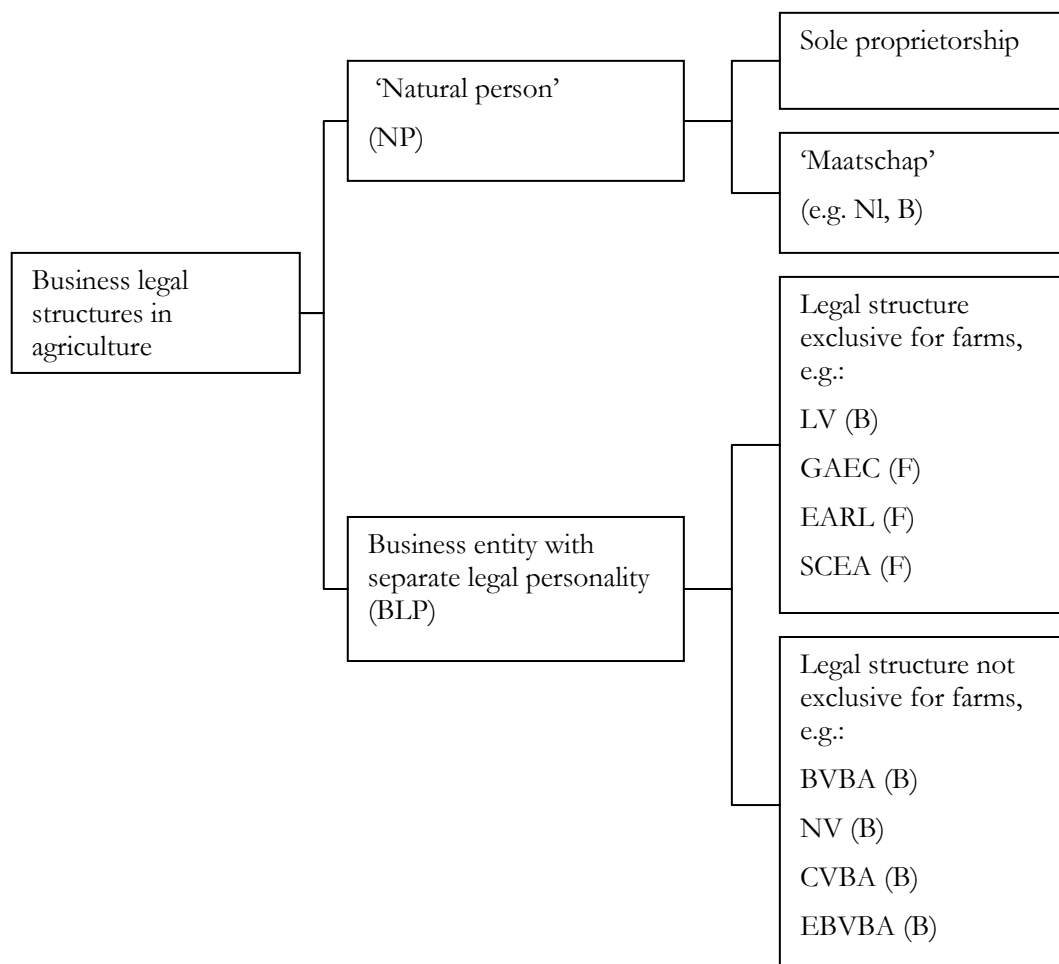 Business legal
structures in
agriculture
‘Natural person’
(NP)
Sole proprietorship
‘Maatschap’
(e.g. Nl, B)
Business entity with
separate legal personality
(BLP)
Legal structure
exclusive for farms,
e.g.:
LV (B)
GAEC (F)
EARL (F)
SCEA (F)
Legal structure not
exclusive for farms,
e.g.:
BVBA (B)
NV (B)
CVBA (B)
EBVBA (B)